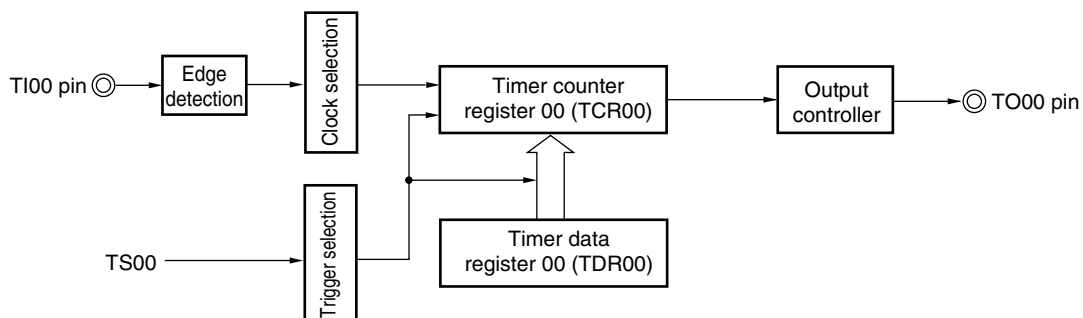 TI00 pin
Edge
detection
Clock selection
Timer counter
register 00 (TCR00)
Output
controller
TO00 pin
TS00
Trigger selection
Timer data
register 00 (TDR00)